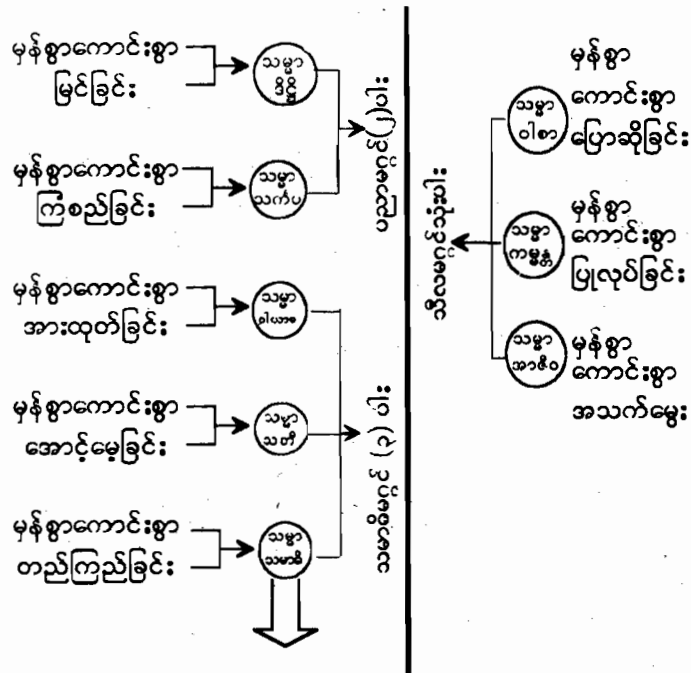 မှန်စွာကောင်းစွာ
မြင်ခြင်း
သမ္မာ
ဒိဋ္ဌိ
မှန်စွာကောင်းစွာ
ကြံစည်ခြင်း
သမ္မာ
သင်္ကပ္ပ
ပညာမဂ္ဂင်(၂)ပါး
မှန်စွာကောင်းစွာ
အားထုတ်ခြင်း
သမ္မာ
ဝါယာမ
မှန်စွာကောင်းစွာ
အောင့်မေ့ခြင်း
သမ္မာ
သတိ
မှန်စွာကောင်းစွာ
တည်ကြည်ခြင်း
သမ္မာ
သမာဓိ
သမာဓိမဂ္ဂင် (၃) ပါး
သီလမဂ္ဂင်သုံးပါး
သမ္မာ
ဝါစာ
မှန်စွာ
ကောင်းစွာ
ပြောဆိုခြင်း
သမ္မာ
ကမ္မန္တ
မှန်စွာ
ကောင်းစွာ
ပြုလုပ်ခြင်း
သမ္မာ
အာဇီဝ
မှန်စွာ
ကောင်းစွာ
အသက်မွေး